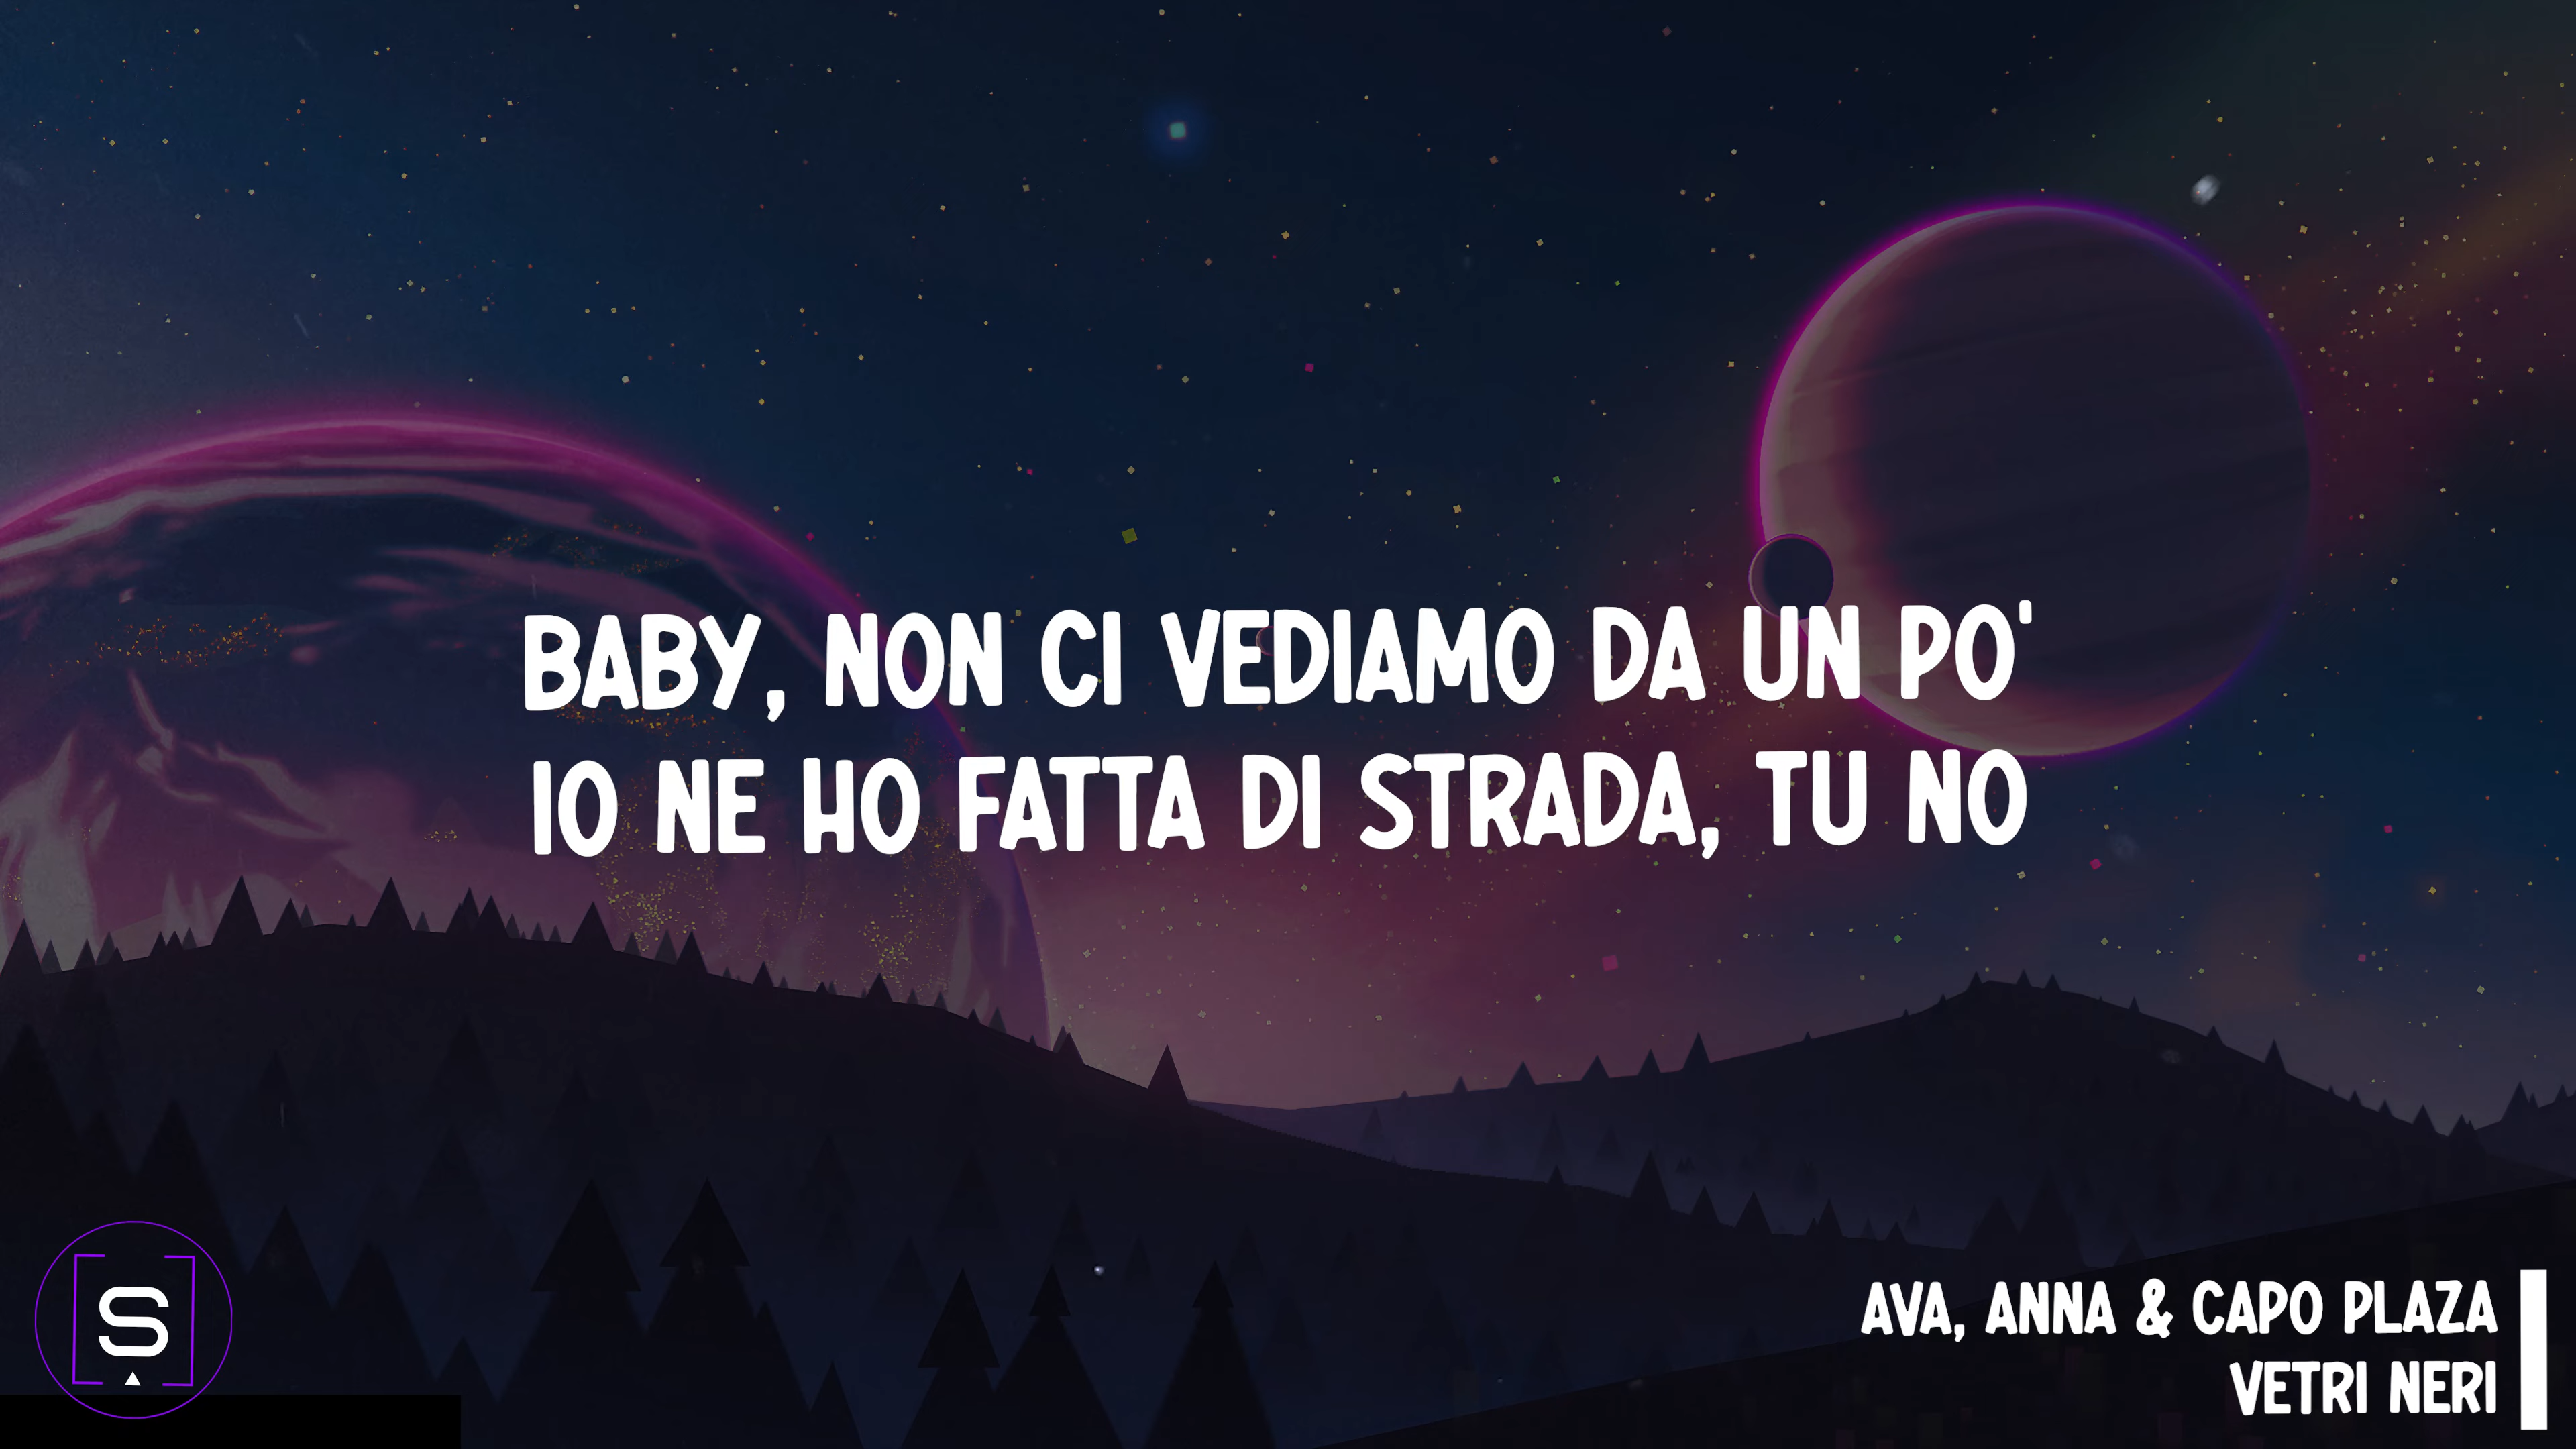 BABY, NON CI VEDIAMO DA UN PO'
IO NE HO FATTA DI STRADA, TU NO
S
AVA, ANNA & CAPO PLAZA
VETRI NERI